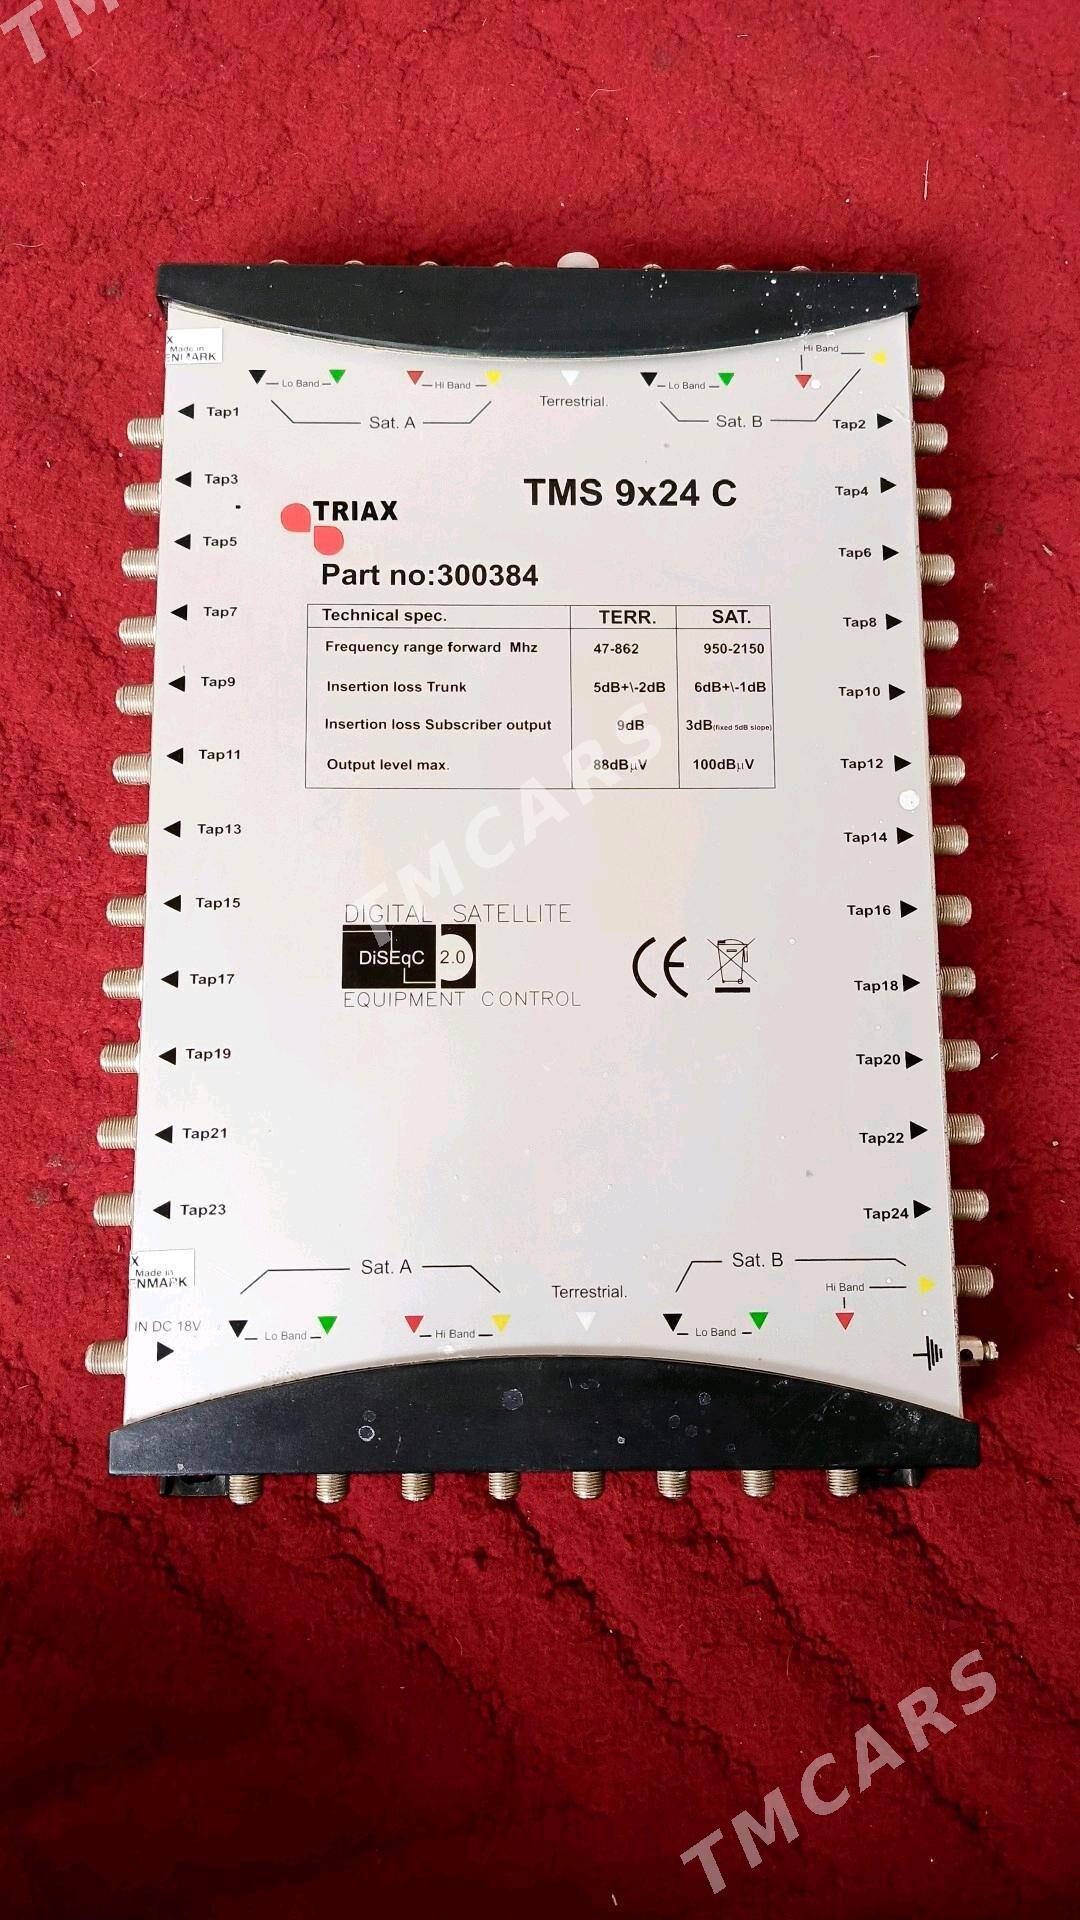 TMCARS
X
Made in
ENMARK
Lo Band
Hi Band
Terrestrial.
Lo Band
Hi Band
Sat. A
Sat. B
Tap1
Tap2
Tap3
Tap4
TRIAX
TMS 9x24 C
Tap5
Tap6
Part no:300384
Tap7
Tap8
Technical spec. TERR. SAT.
Frequency range forward Mhz 47-862 950-2150
Insertion loss Trunk 5dB+\-2dB 6dB+\-1dB
Insertion loss Subscriber output 9dB 3dB(fixed 5dB slope)
Output level max. 88dBµV 100dBµV
Tap9
Tap10
Tap11
Tap12
Tap13
Tap14
TMCARS
Tap15
Tap16
DIGITAL SATELLITE
DiSEqC 2.0
EQUIPMENT CONTROL
CE
Tap17
Tap18
Tap19
Tap20
Tap21
Tap22
Tap23
Tap24
X
Made in
ENMARK
Sat. A
Terrestrial.
Sat. B
Hi Band
IN DC 18V
Lo Band
Hi Band
Lo Band
TMCARS